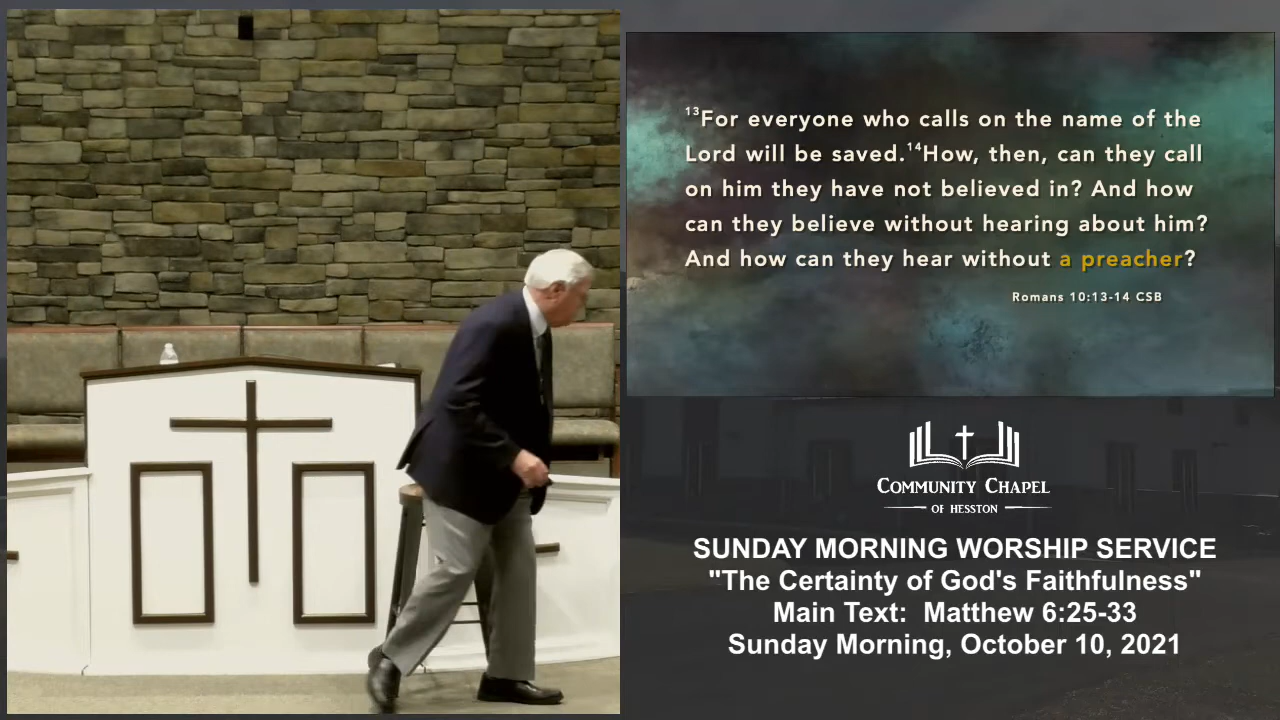 ¹³For everyone who calls on the name of the
Lord will be saved.¹⁴How, then, can they call
on him they have not believed in? And how
can they believe without hearing about him?
And how can they hear without a preacher?
Romans 10:13-14 CSB
COMMUNITY CHAPEL
OF HESSTON
SUNDAY MORNING WORSHIP SERVICE
"The Certainty of God's Faithfulness"
Main Text:  Matthew 6:25-33
Sunday Morning, October 10, 2021